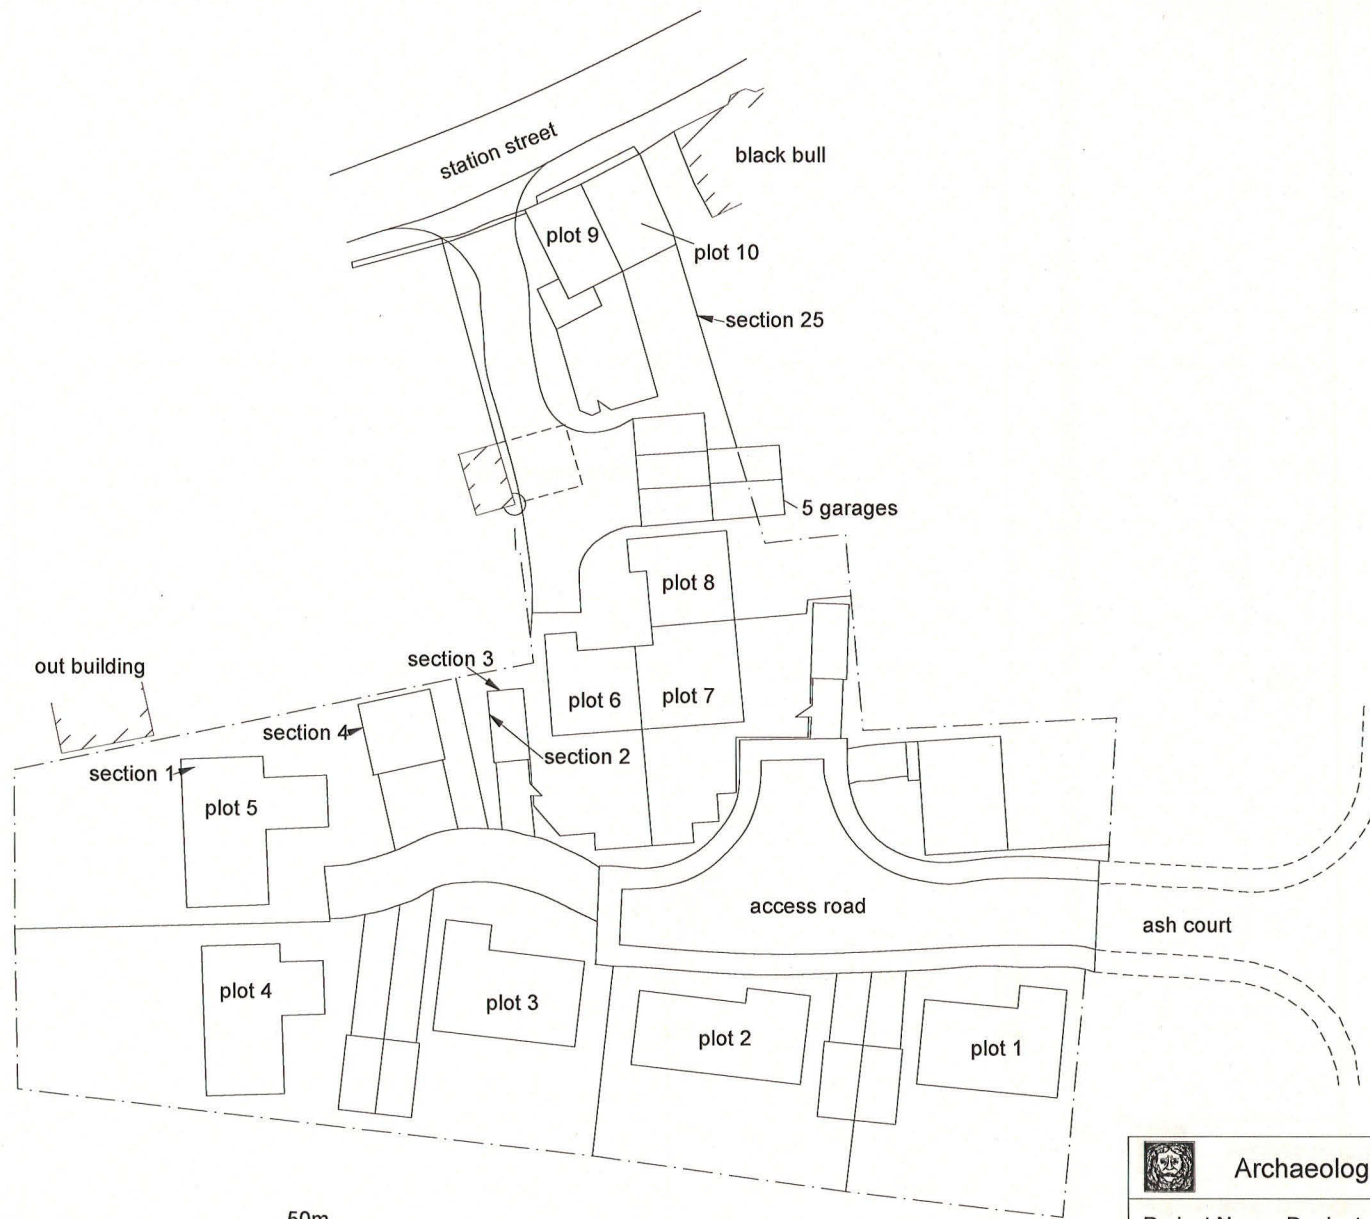 station street
black bull
plot 9
plot 10
section 25
5 garages
plot 8
out building
section 3
plot 6
plot 7
section 4
section 2
section 1
plot 5
access road
ash court
plot 4
plot 3
plot 2
plot 1
50m